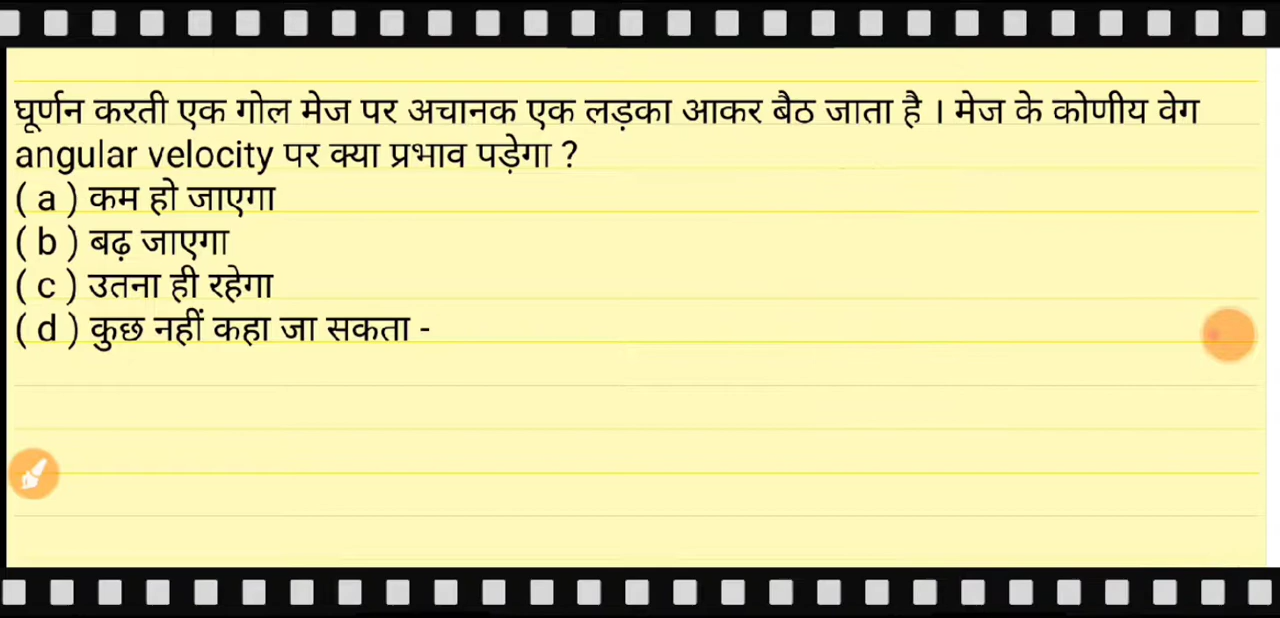 घूर्णन करती एक गोल मेज पर अचानक एक लड़का आकर बैठ जाता है । मेज के कोणीय वेग
angular velocity पर क्या प्रभाव पड़ेगा ?
( a ) कम हो जाएगा
( b ) बढ़ जाएगा
( c ) उतना ही रहेगा
( d ) कुछ नहीं कहा जा सकता -